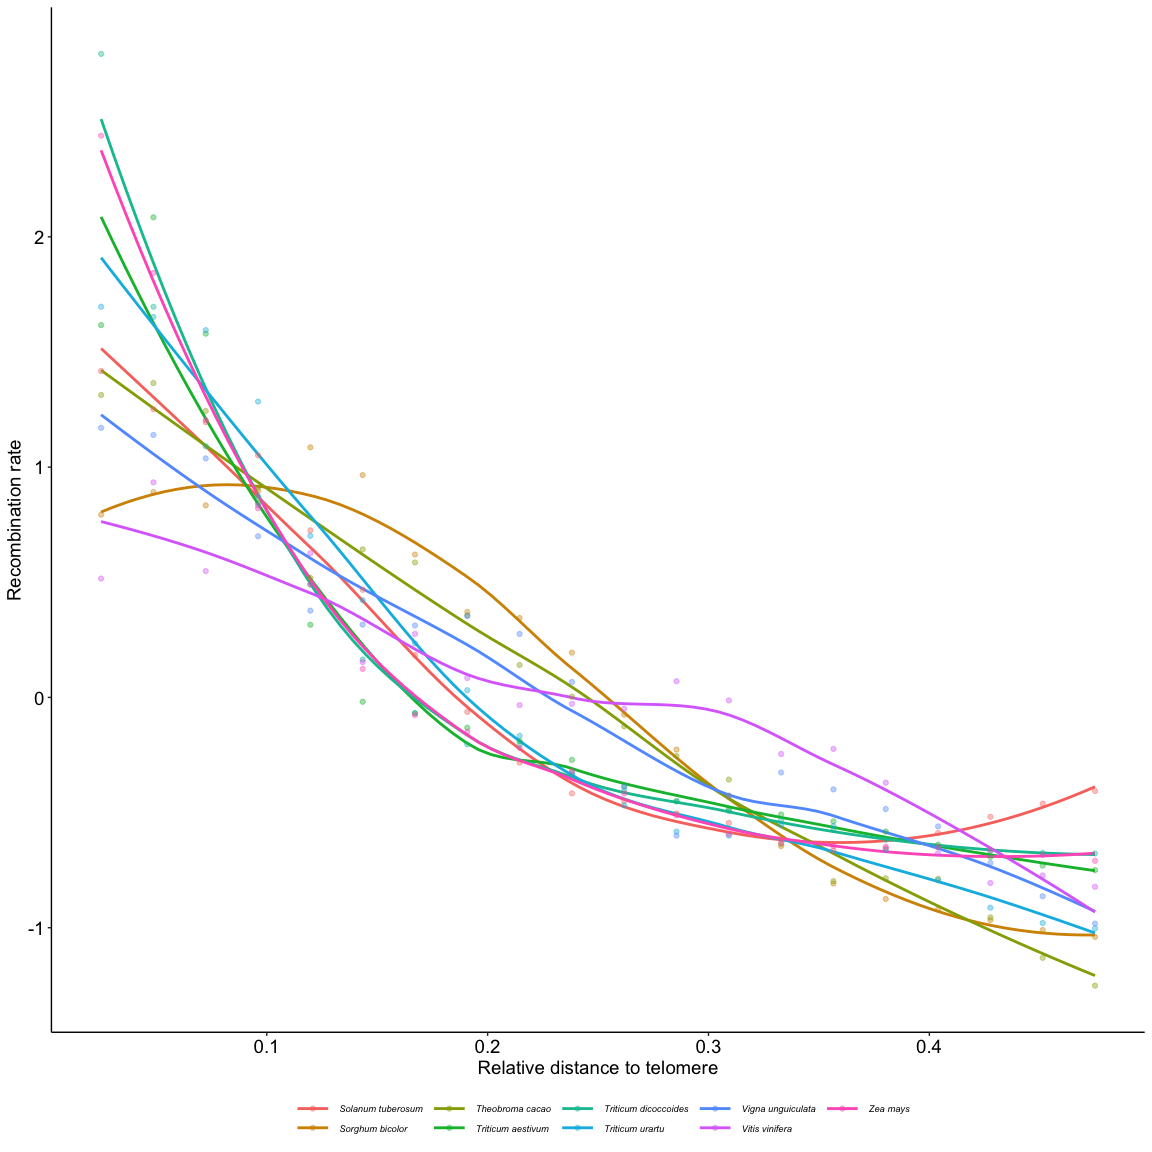 Recombination rate
2
1
0
-1
0.1 0.2 0.3 0.4
Relative distance to telomere
Solanum tuberosum Theobroma cacao Triticum dicoccoides Vigna unguiculata Zea mays
Sorghum bicolor Triticum aestivum Triticum urartu Vitis vinifera